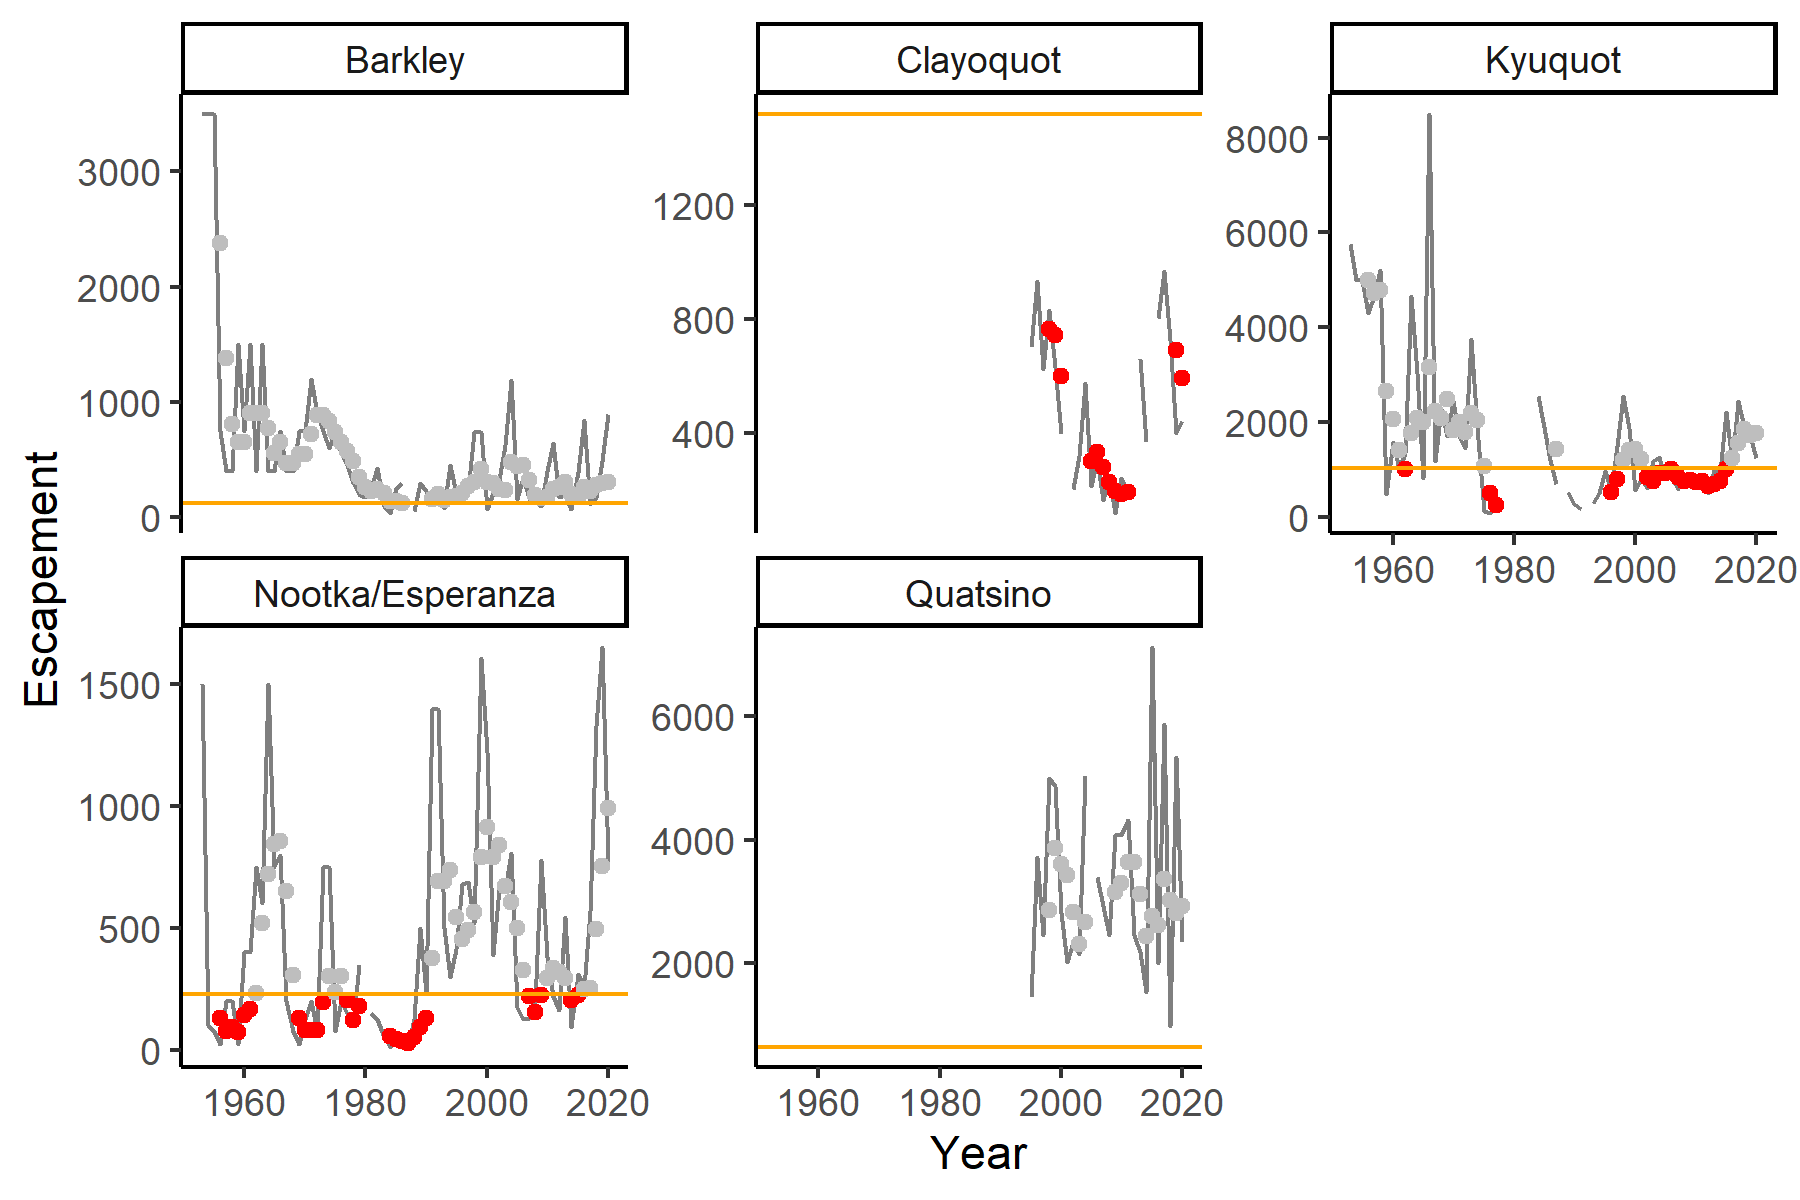 Barkley
Clayoquot
Kyuquot
3000
2000
1000
0
1200
800
400
8000
6000
4000
2000
0
1960 1980 2000 2020
Escapement
Nootka/Esperanza
Quatsino
1500
1000
500
0
6000
4000
2000
1960 1980 2000 2020
1960 1980 2000 2020
Year